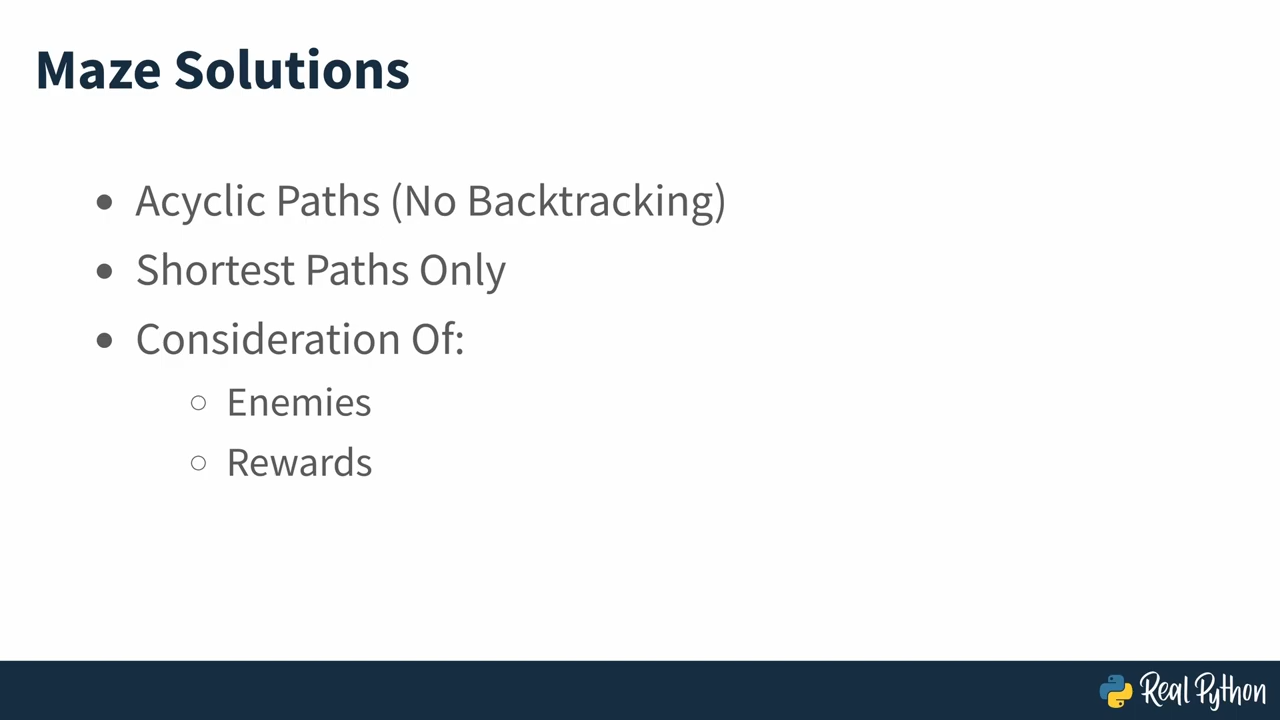 Maze Solutions
• Acyclic Paths (No Backtracking)
• Shortest Paths Only
• Consideration Of:
○ Enemies
○ Rewards
Real Python